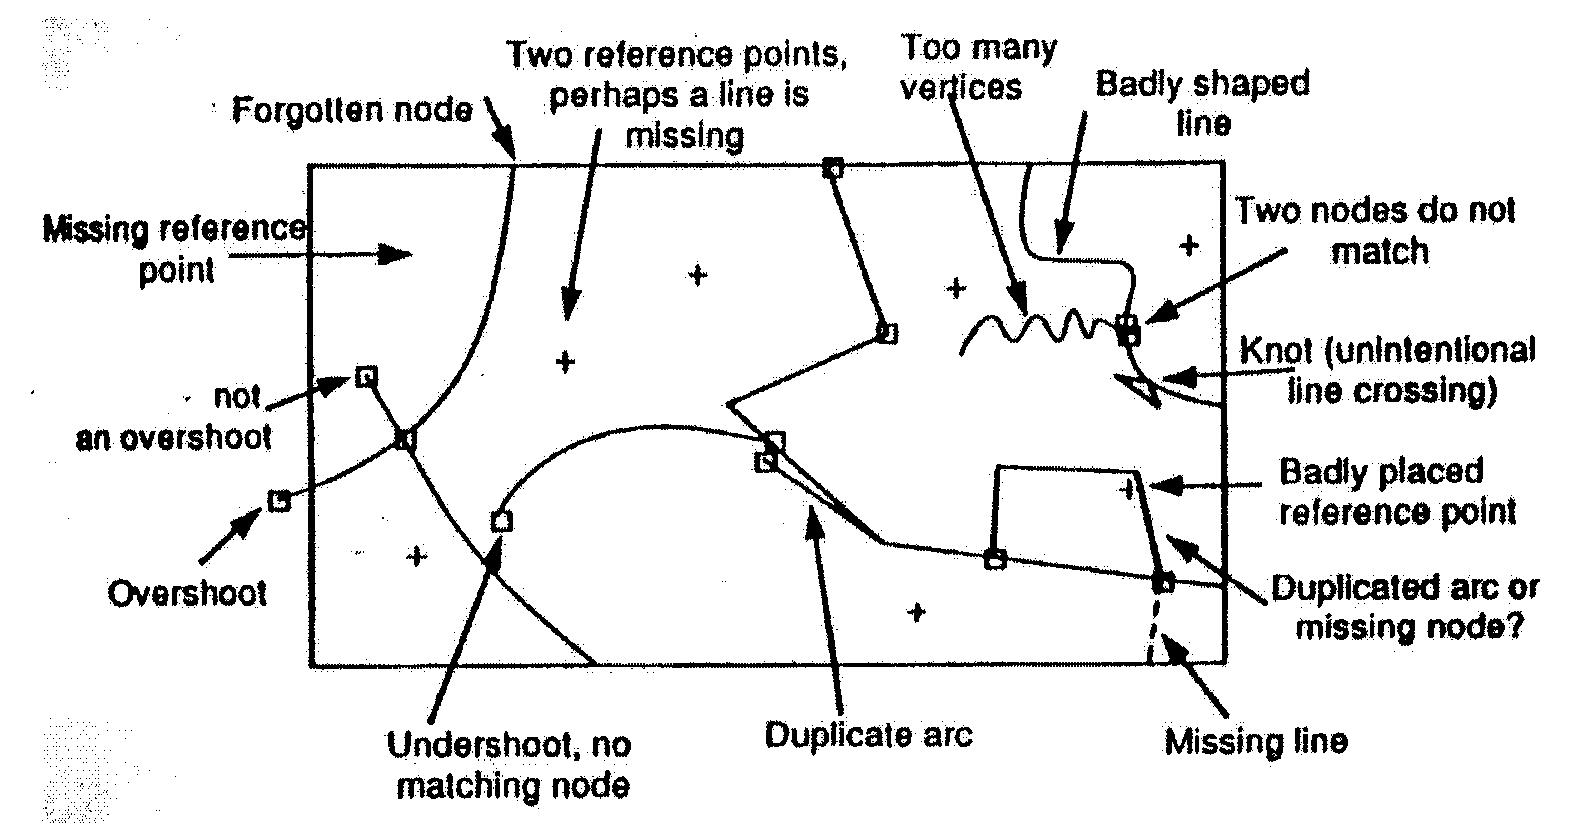 Two reference points,
perhaps a line is
missing
Too many
vertices
Badly shaped
line
Forgotten node
Missing reference
point
Two nodes do not
match
not
an overshoot
Knot (unintentional
line crossing)
Badly placed
reference point
Overshoot
Duplicated arc or
missing node?
Undershoot, no
matching node
Duplicate arc
Missing line